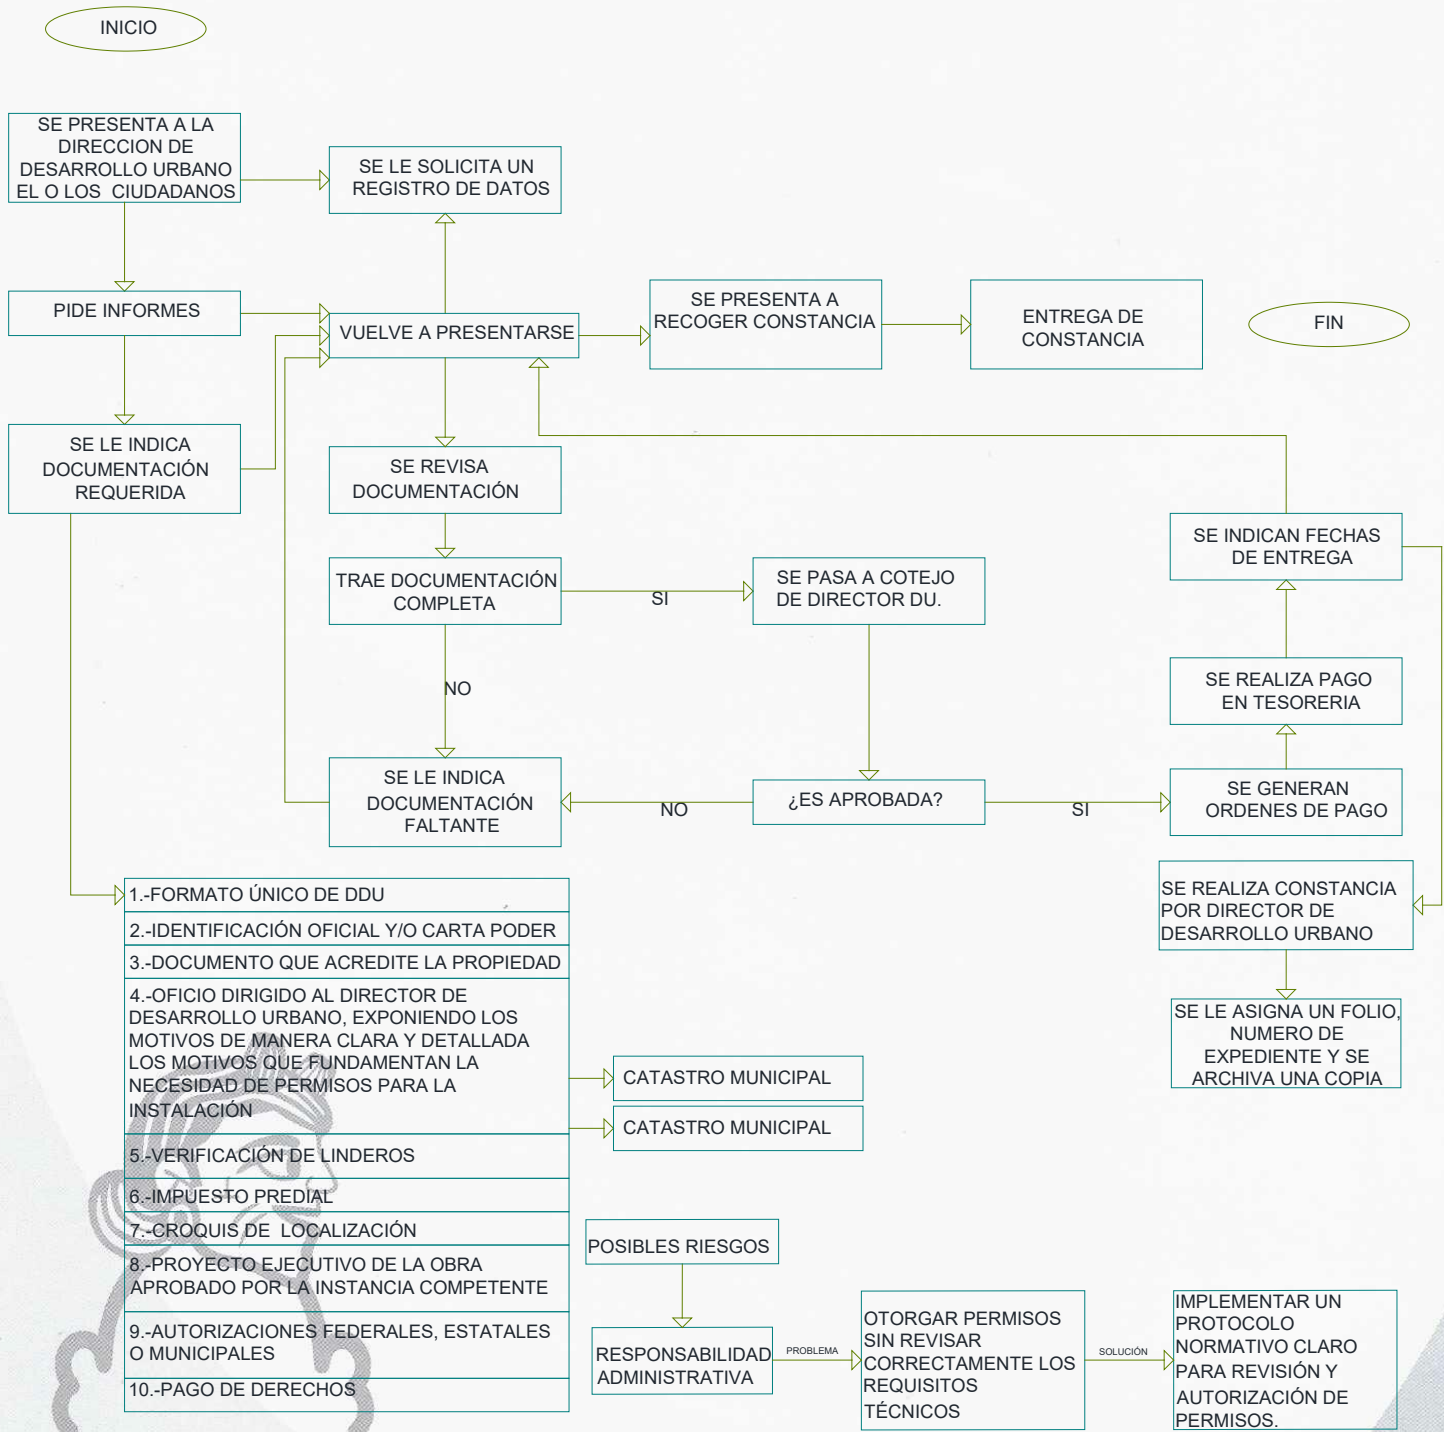 INICIO
SE PRESENTA A LA
DIRECCION DE
DESARROLLO URBANO
EL O LOS  CIUDADANOS
SE LE SOLICITA UN
REGISTRO DE DATOS
PIDE INFORMES
VUELVE A PRESENTARSE
SE PRESENTA A
RECOGER CONSTANCIA
ENTREGA DE
CONSTANCIA
FIN
SE LE INDICA
DOCUMENTACIÓN
REQUERIDA
SE REVISA
DOCUMENTACIÓN
TRAE DOCUMENTACIÓN
COMPLETA
SI
SE PASA A COTEJO
DE DIRECTOR DU.
SE INDICAN FECHAS
DE ENTREGA
NO
SE REALIZA PAGO
EN TESORERIA
SE LE INDICA
DOCUMENTACIÓN
FALTANTE
NO
¿ES APROBADA?
SI
SE GENERAN
ORDENES DE PAGO
1.-FORMATO ÚNICO DE DDU
2.-IDENTIFICACIÓN OFICIAL Y/O CARTA PODER
3.-DOCUMENTO QUE ACREDITE LA PROPIEDAD
4.-OFICIO DIRIGIDO AL DIRECTOR DE
DESARROLLO URBANO, EXPONIENDO LOS
MOTIVOS DE MANERA CLARA Y DETALLADA
LOS MOTIVOS QUE FUNDAMENTAN LA
NECESIDAD DE PERMISOS PARA LA
INSTALACIÓN
5.-VERIFICACIÓN DE LINDEROS
6.-IMPUESTO PREDIAL
7.-CROQUIS DE  LOCALIZACIÓN
8.-PROYECTO EJECUTIVO DE LA OBRA
APROBADO POR LA INSTANCIA COMPETENTE
9.-AUTORIZACIONES FEDERALES, ESTATALES
O MUNICIPALES
10.-PAGO DE DERECHOS
CATASTRO MUNICIPAL
CATASTRO MUNICIPAL
SE REALIZA CONSTANCIA
POR DIRECTOR DE
DESARROLLO URBANO
SE LE ASIGNA UN FOLIO,
NUMERO DE
EXPEDIENTE Y SE
ARCHIVA UNA COPIA
POSIBLES RIESGOS
RESPONSABILIDAD
ADMINISTRATIVA
PROBLEMA
OTORGAR PERMISOS
SIN REVISAR
CORRECTAMENTE LOS
REQUISITOS
TÉCNICOS
SOLUCIÓN
IMPLEMENTAR UN
PROTOCOLO
NORMATIVO CLARO
PARA REVISIÓN Y
AUTORIZACIÓN DE
PERMISOS.